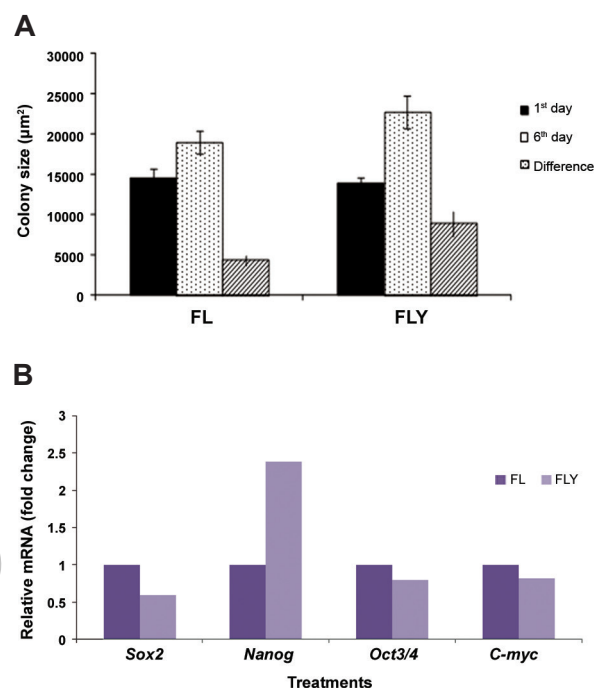 A
Colony size (µm²)
30000
25000
20000
15000
10000
5000
0
FL
FLY
1st day
6th day
Difference
B
Relative mRNA (fold change)
3
2.5
2
1.5
1
0.5
0
FL
FLY
Sox2
Nanog
Oct3/4
C-myc
Treatments